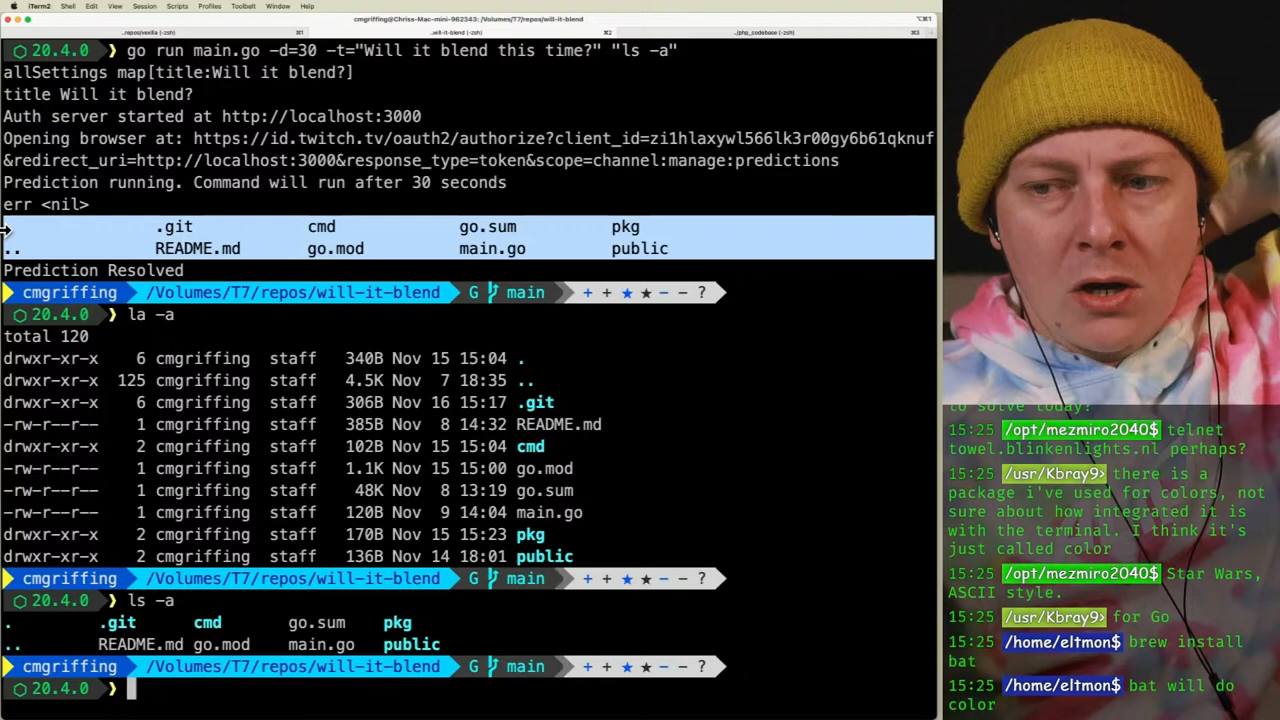 iTerm2 Shell Edit View Session Scripts Profiles Toolbelt Window Help
cmgriffing@Chriss-Mac-mini-962343: /Volumes/T7/repos/will-it-blend
⌥⌘1
..repos/vexilla (-zsh) ⌘1 ..will-it-blend (-zsh) ⌘2 ../php_codebase (-zsh) ⌘3
20.4.0 ❯ go run main.go -d=30 -t="Will it blend this time?" "ls -a"
allSettings map[title:Will it blend?]
title Will it blend?
Auth server started at http://localhost:3000
Opening browser at: https://id.twitch.tv/oauth2/authorize?client_id=zi1hlaxywl566lk3r00gy6b61qknuf
&redirect_uri=http://localhost:3000&response_type=token&scope=channel:manage:predictions
Prediction running. Command will run after 30 seconds
err <nil>
. .git cmd go.sum pkg
.. README.md go.mod main.go public
Prediction Resolved
cmgriffing /Volumes/T7/repos/will-it-blend G main + + ★ ★ − − ?
20.4.0 ❯ la -a
total 120
drwxr-xr-x 6 cmgriffing staff 340B Nov 15 15:04 .
drwxr-xr-x 125 cmgriffing staff 4.5K Nov 7 18:35 ..
drwxr-xr-x 6 cmgriffing staff 306B Nov 16 15:17 .git
-rw-r--r-- 1 cmgriffing staff 385B Nov 8 14:32 README.md
drwxr-xr-x 2 cmgriffing staff 102B Nov 15 15:04 cmd
-rw-r--r-- 1 cmgriffing staff 1.1K Nov 15 15:00 go.mod
-rw-r--r-- 1 cmgriffing staff 48K Nov 8 13:19 go.sum
-rw-r--r-- 1 cmgriffing staff 120B Nov 9 14:04 main.go
drwxr-xr-x 2 cmgriffing staff 170B Nov 15 15:23 pkg
drwxr-xr-x 2 cmgriffing staff 136B Nov 14 18:01 public
cmgriffing /Volumes/T7/repos/will-it-blend G main + + ★ ★ − − ?
20.4.0 ❯ ls -a
. .git cmd go.sum pkg
.. README.md go.mod main.go public
cmgriffing /Volumes/T7/repos/will-it-blend G main + + ★ ★ − − ?
20.4.0 ❯
to solve today?
15:25 /opt/mezmiro2040$ telnet
towel.blinkenlights.nl perhaps?
15:25 /usr/Kbray9> there is a
package i've used for colors, not
sure about how integrated it is
with the terminal. I think it's
just called color
15:25 /opt/mezmiro2040$ Star Wars,
ASCII style.
15:25 /usr/Kbray9> for Go
15:25 /home/eltmon$ brew install
bat
15:25 /home/eltmon$ bat will do
color